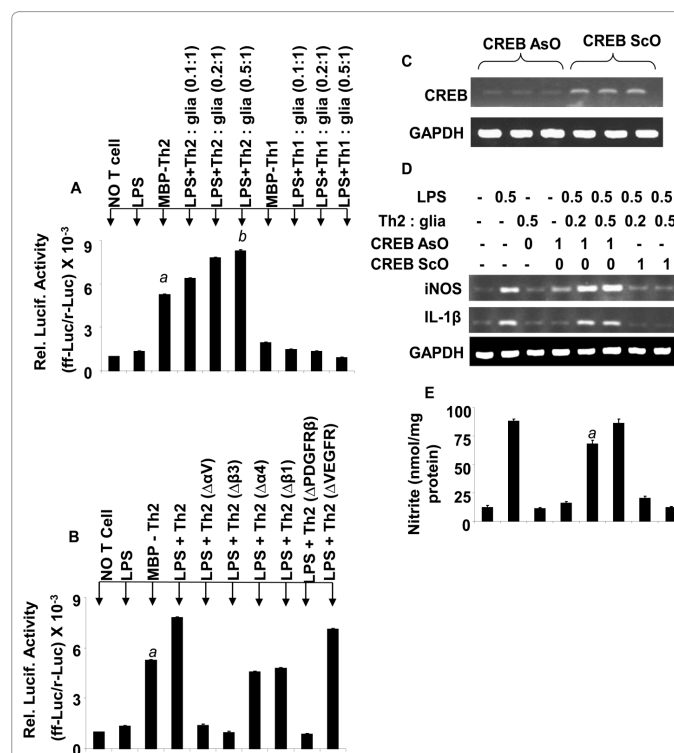 A
NO T cell
LPS
MBP-Th2
LPS+Th2 : glia (0.1:1)
LPS+Th2 : glia (0.2:1)
LPS+Th2 : glia (0.5:1)
MBP-Th1
LPS+Th1 : glia (0.1:1)
LPS+Th1 : glia (0.2:1)
LPS+Th1 : glia (0.5:1)
Rel. Lucif. Activity
(ff-Luc/r-Luc) X 10-3
9
6
3
0
a
b
B
NO T Cell
LPS
MBP - Th2
LPS + Th2
LPS + Th2 (ΔαV)
LPS + Th2 (Δβ3)
LPS + Th2 (Δα4)
LPS + Th2 (Δβ1)
LPS + Th2 (ΔPDGFRβ)
LPS + Th2 (ΔVEGFR)
Rel. Lucif. Activity
(ff-Luc/r-Luc) X 10-3
9
6
3
0
a
C
CREB AsO CREB ScO
CREB
GAPDH
D
LPS - 0.5 - - 0.5 0.5 0.5 0.5
Th2 : glia - - 0.5 - 0.2 0.5 0.2 0.5
CREB AsO - - 0 1 1 1 - -
CREB ScO - - - 0 0 0 1 1
iNOS
IL-1β
GAPDH
E
Nitrite (nmol/mg
protein)
100
75
50
25
0
a